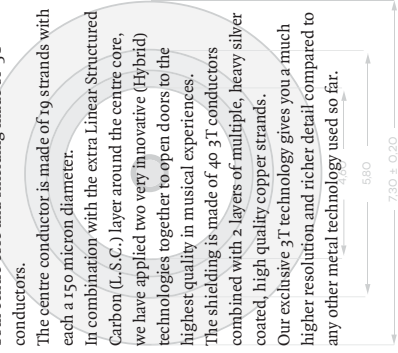 conductors.
The centre conductor is made of 19 strands with
each a 150 micron diameter.
In combination with the extra Linear Structured
Carbon (L.S.C.) layer around the centre core,
we have applied two very innovative (Hybrid)
technologies together to open doors to the
highest quality in musical experiences.
The shielding is made of 40 3T conductors
combined with 2 layers of multiple, heavy silver
coated, high quality copper strands.
Our exclusive 3T technology gives you a much
higher resolution and richer detail compared to
any other metal technology used so far.
5.80
7.30 ± 0.20